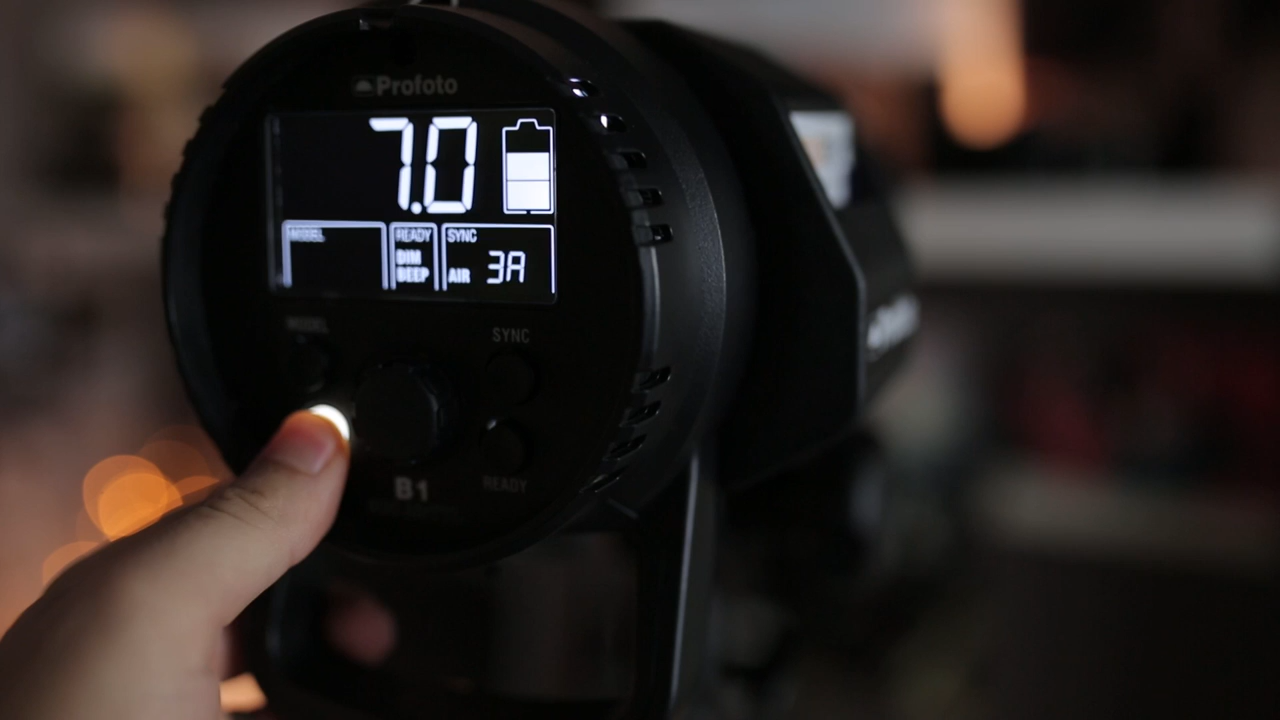 Profoto
7.0
MODEL READY SYNC
DIM
BEEP AIR 3A
MODEL SYNC
B1
READY